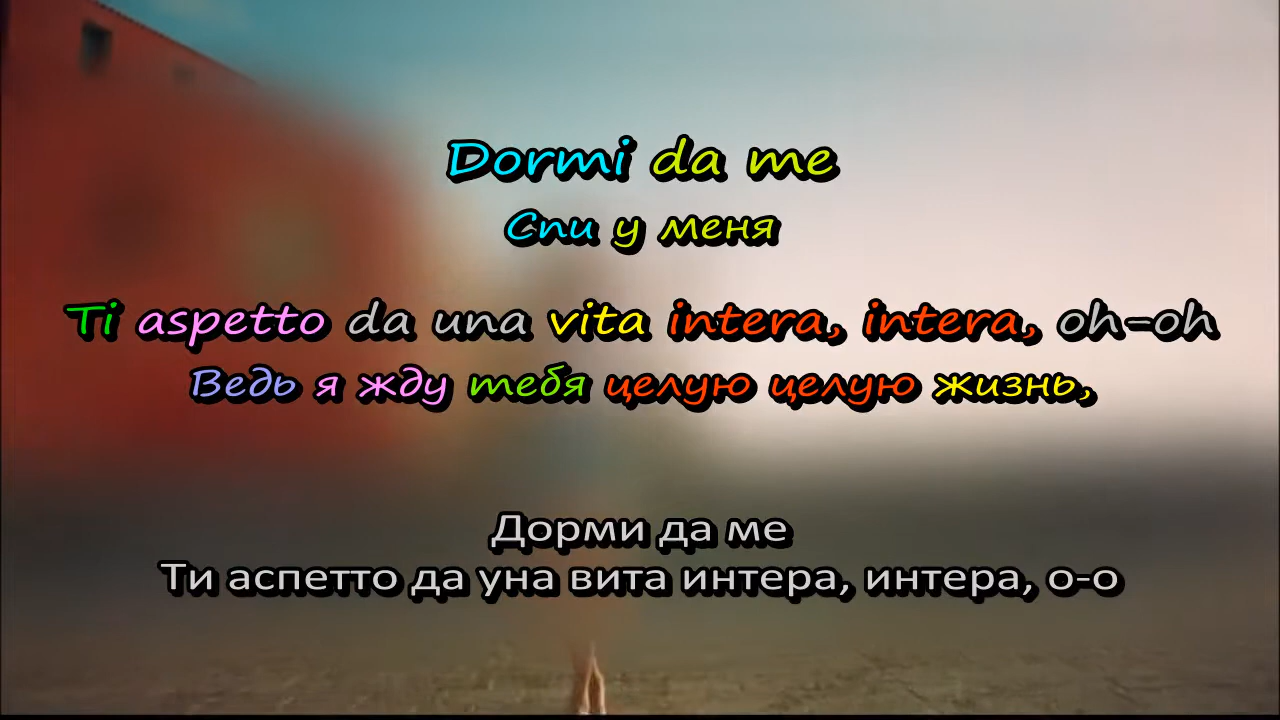 Dormi da me
Спи у меня
Ti aspetto da una vita intera, intera, oh-oh
Ведь я жду тебя целую целую жизнь,
Дорми да ме
Ти аспетто да уна вита интера, интера, о-о